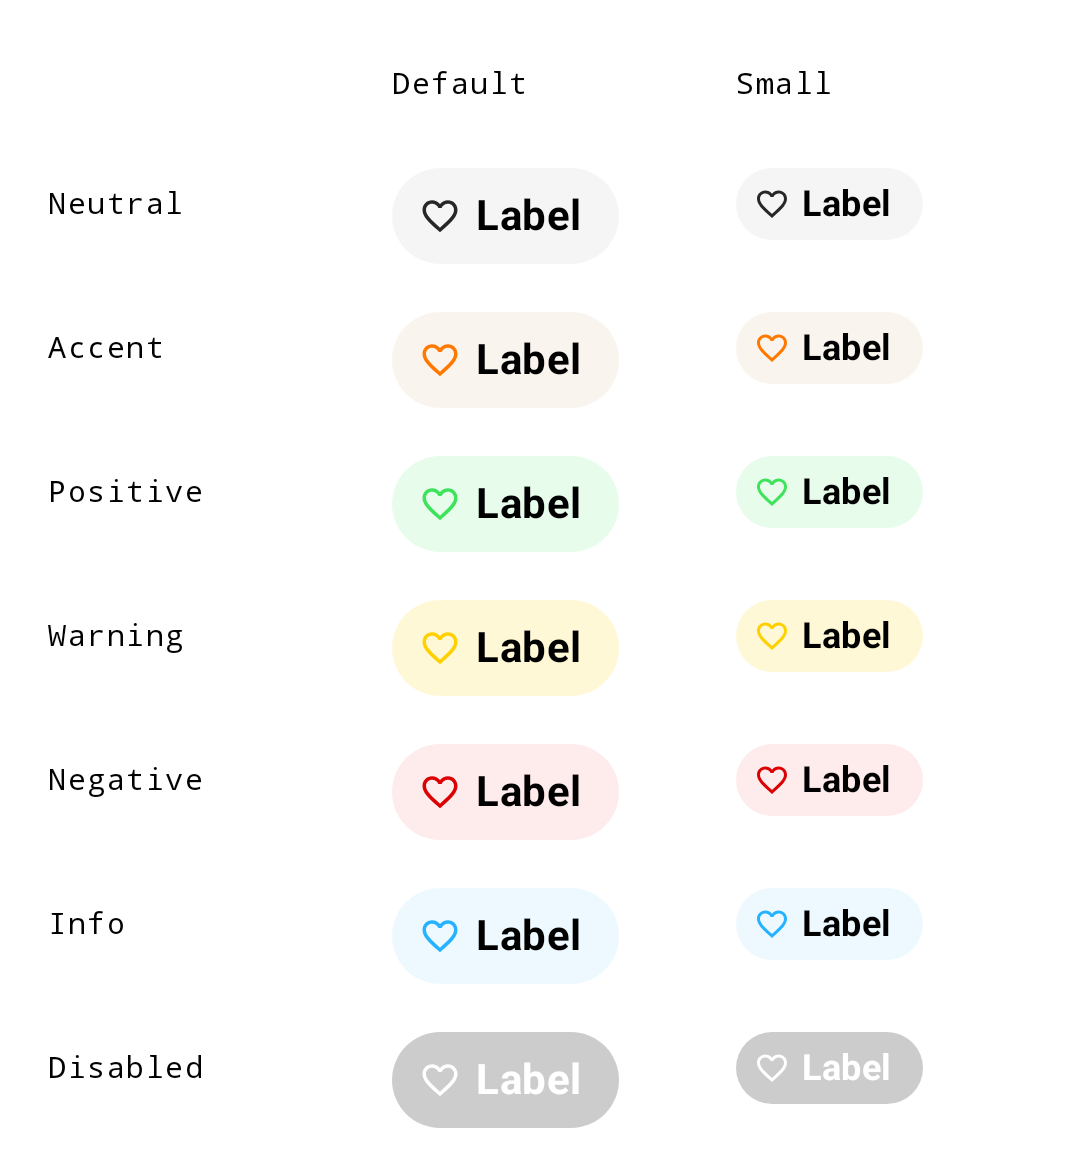 Default Small
Neutral Label Label
Accent Label Label
Positive Label Label
Warning Label Label
Negative Label Label
Info Label Label
Disabled Label Label